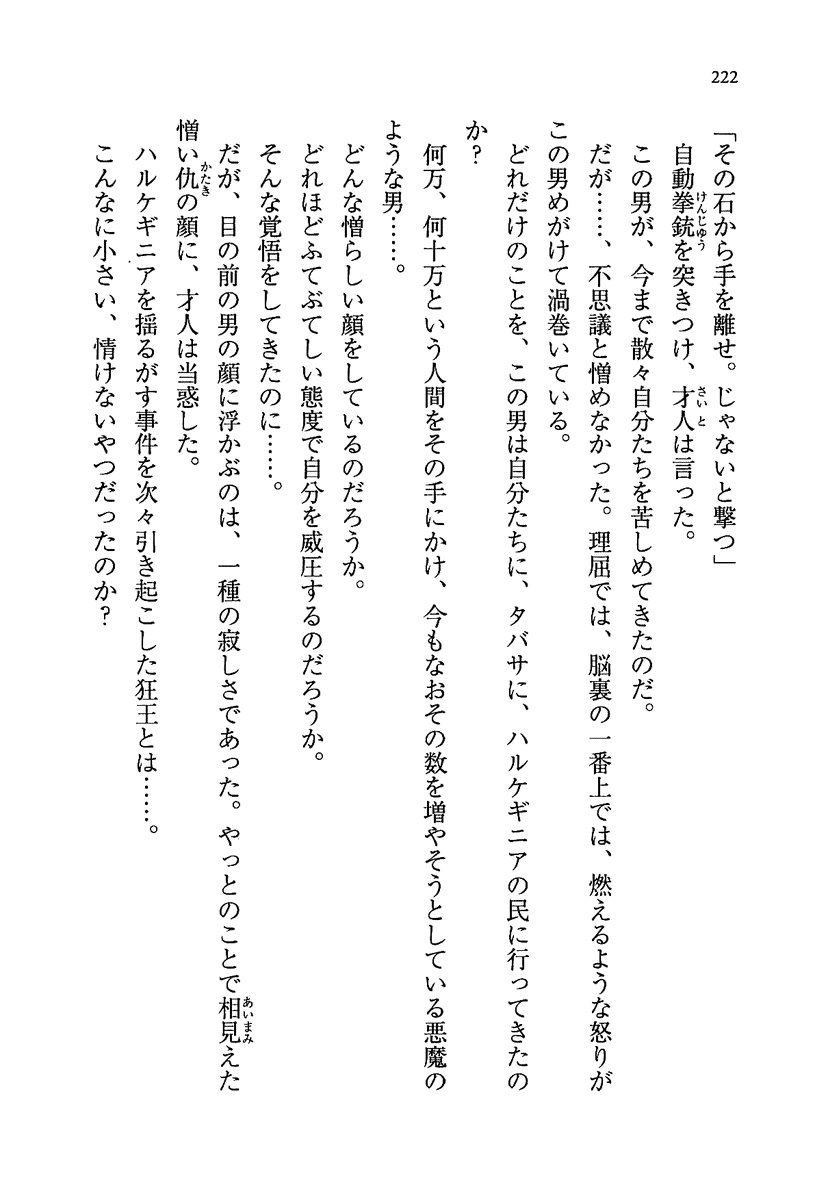 222
「その石から手を離せ。じゃないと撃つ」
自動拳銃を突きつけ、才人は言った。
この男が、今まで散々自分たちを苦しめてきたのだ。
だが……、不思議と憎めなかった。理屈では、脳裏の一番上では、燃えるような怒りが
この男めがけて渦巻いている。
どれだけのことを、この男は自分たちに、タバサに、ハルケギニアの民に行ってきたの
か？
何万、何十万という人間をその手にかけ、今もなおその数を増やそうとしている悪魔の
ような男……。
どんな憎らしい顔をしているのだろうか。
どれほどふてぶてしい態度で自分を威圧するのだろうか。
そんな覚悟をしてきたのに……。
だが、目の前の男の顔に浮かぶのは、一種の寂しさであった。やっとのことで相見えた
憎い仇の顔に、才人は当惑した。
ハルケギニアを揺るがす事件を次々引き起こした狂王とは……。
こんなに小さい、情けないやつだったのか？
けんじゅう
さいと
あいまみ
かたき